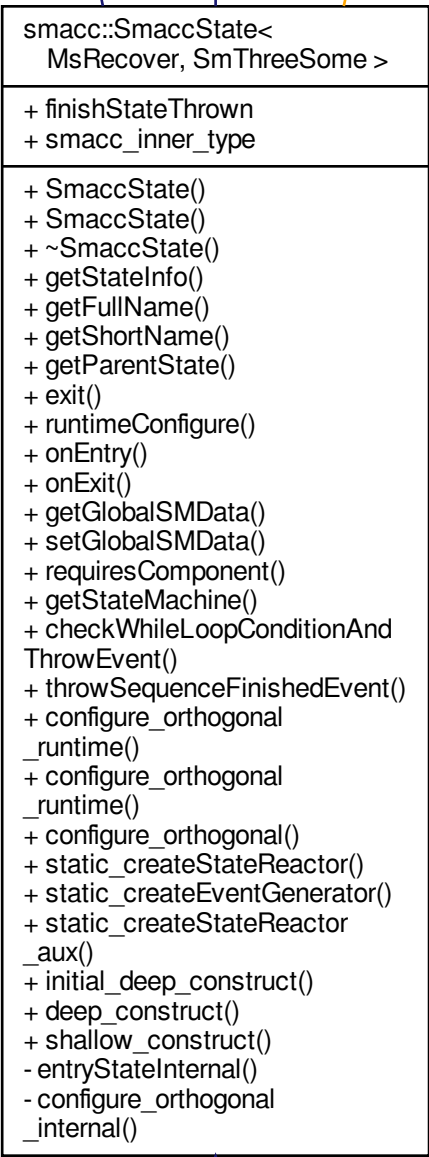 smacc::SmaccState<
MsRecover, SmThreeSome >
+ finishStateThrown
+ smacc_inner_type
+ SmaccState()
+ SmaccState()
+ ~SmaccState()
+ getStateInfo()
+ getFullName()
+ getShortName()
+ getParentState()
+ exit()
+ runtimeConfigure()
+ onEntry()
+ onExit()
+ getGlobalSMData()
+ setGlobalSMData()
+ requiresComponent()
+ getStateMachine()
+ checkWhileLoopConditionAnd
ThrowEvent()
+ throwSequenceFinishedEvent()
+ configure_orthogonal
_runtime()
+ configure_orthogonal
_runtime()
+ configure_orthogonal()
+ static_createStateReactor()
+ static_createEventGenerator()
+ static_createStateReactor
_aux()
+ initial_deep_construct()
+ deep_construct()
+ shallow_construct()
- entryStateInternal()
- configure_orthogonal
_internal()